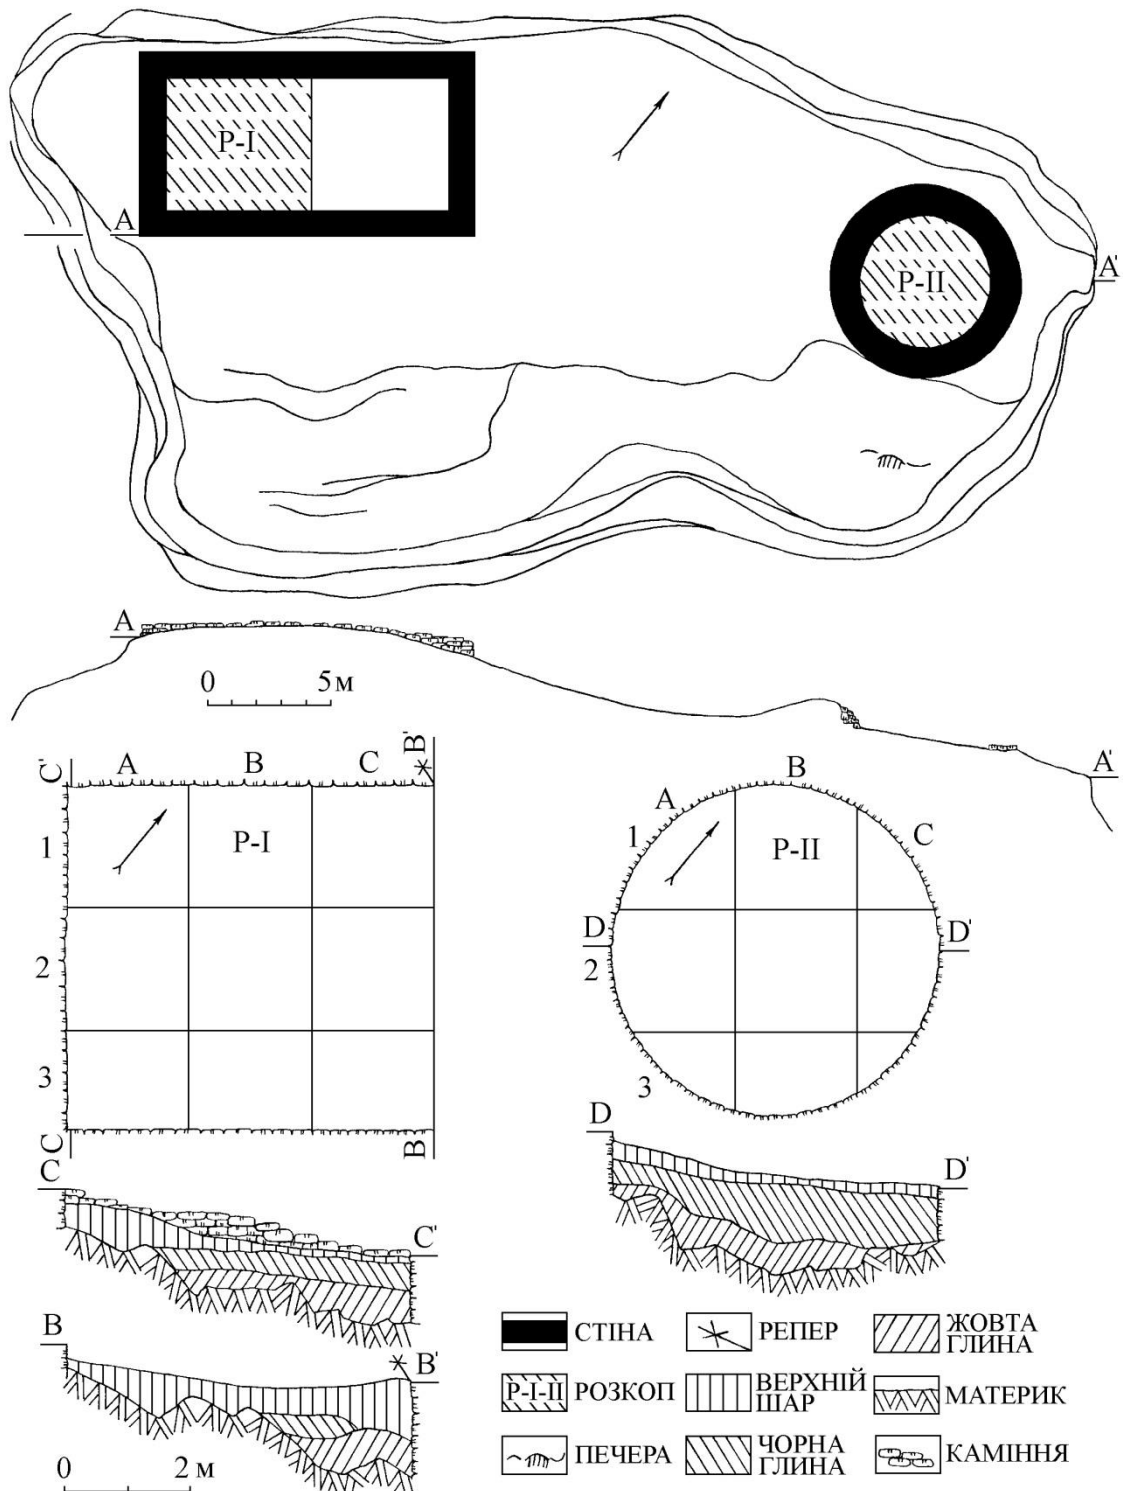 Р-I
А
Р-II
А'
А
0 5 м
А'
С' А В С В'
1 Р-I
2
3
С В
А В С
1 Р-II
D D'
2
3
С
С'
В
В'
0 2 м
D
D'
СТІНА
РЕПЕР
ЖОВТА
ГЛИНА
Р-I-II РОЗКОП
ВЕРХНІЙ
ШАР
МАТЕРИК
ПЕЧЕРА
ЧОРНА
ГЛИНА
КАМІННЯ